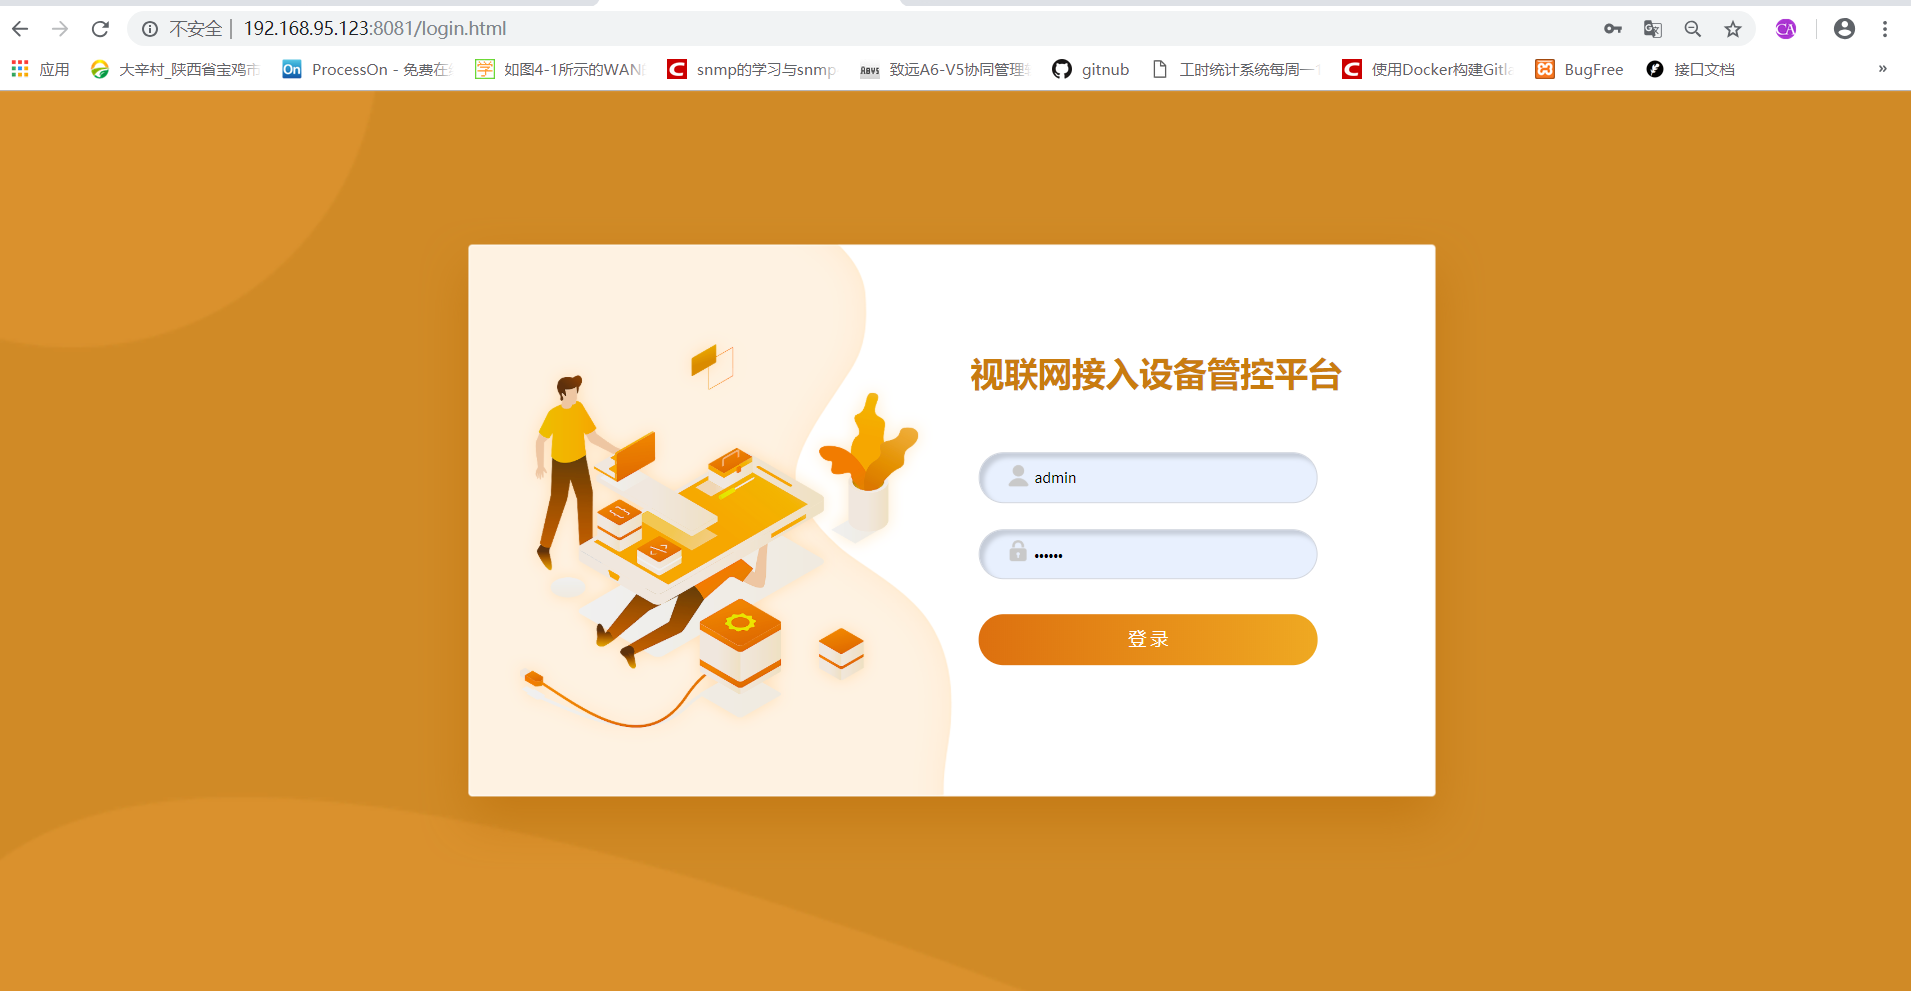 不安全 | 192.168.95.123:8081/login.html
应用 大辛村_陕西省宝鸡市 ProcessOn - 免费在 如图4-1所示的WAN snmp的学习与snmp 致远A6-V5协同管理 gitnub 工时统计系统每周一 使用Docker构建Gitla BugFree 接口文档 »
视联网接入设备管控平台
admin
••••••
登录